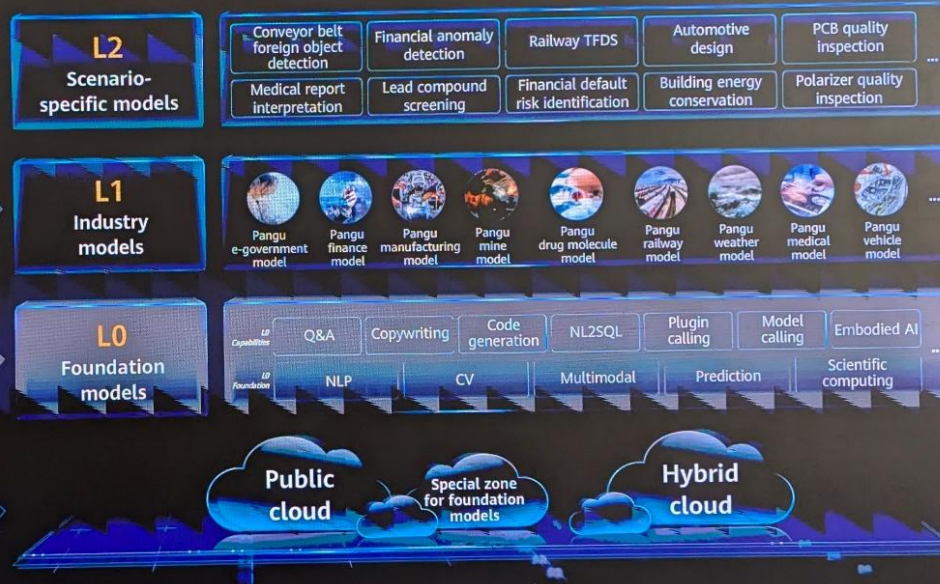 L2
Scenario-
specific models
Conveyor belt
foreign object
detection
Financial anomaly
detection
Railway TFDS
Automotive
design
PCB quality
inspection
...
Medical report
interpretation
Lead compound
screening
Financial default
risk identification
Building energy
conservation
Polarizer quality
inspection
L1
Industry
models
Pangu
e-government
model
Pangu
finance
model
Pangu
manufacturing
model
Pangu
mine
model
Pangu
drug molecule
model
Pangu
railway
model
Pangu
weather
model
Pangu
medical
model
Pangu
vehicle
model
...
L0
Foundation
models
L0
Capabilities
Q&A
Copywriting
Code
generation
NL2SQL
Plugin
calling
Model
calling
Embodied AI
...
L0
Foundation
NLP
CV
Multimodal
Prediction
Scientific
computing
Public
cloud
Special zone
for foundation
models
Hybrid
cloud